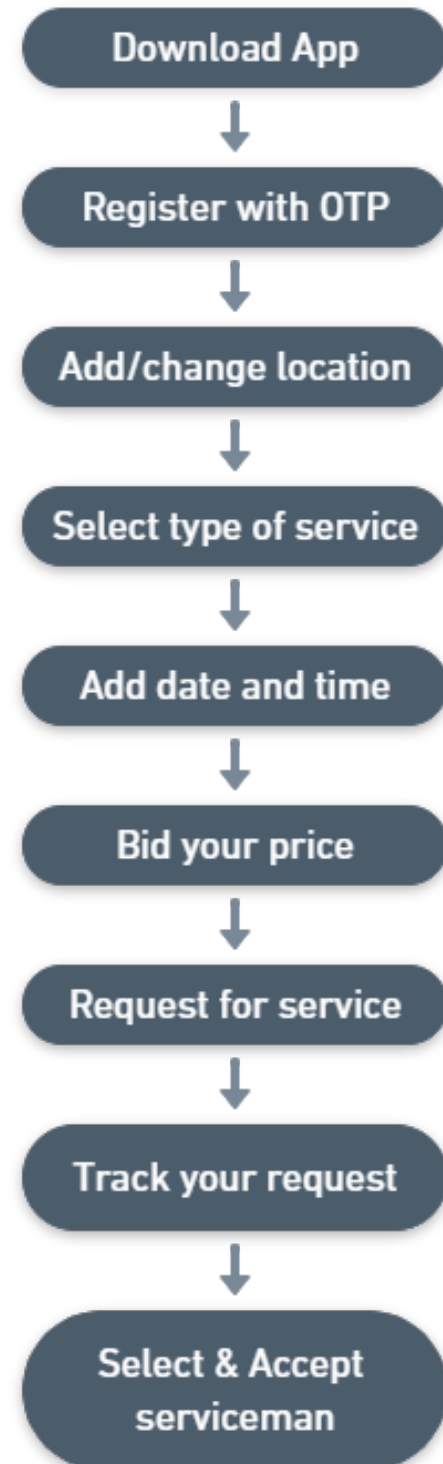 Download App
Register with OTP
Add/change location
Select type of service
Add date and time
Bid your price
Request for service
Track your request
Select & Accept
serviceman